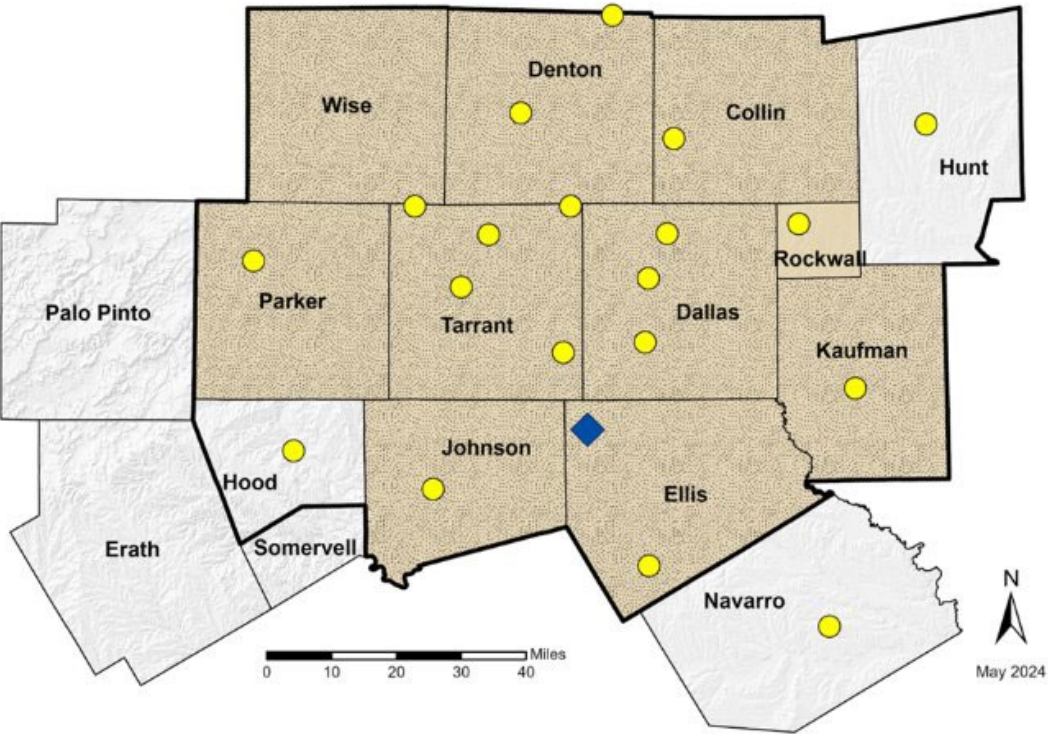 Denton
Wise
Collin
Hunt
Rockwall
Parker
Palo Pinto
Tarrant
Dallas
Kaufman
Johnson
Hood
Ellis
Erath
Somervell
Navarro
N
Miles
0 10 20 30 40
May 2024